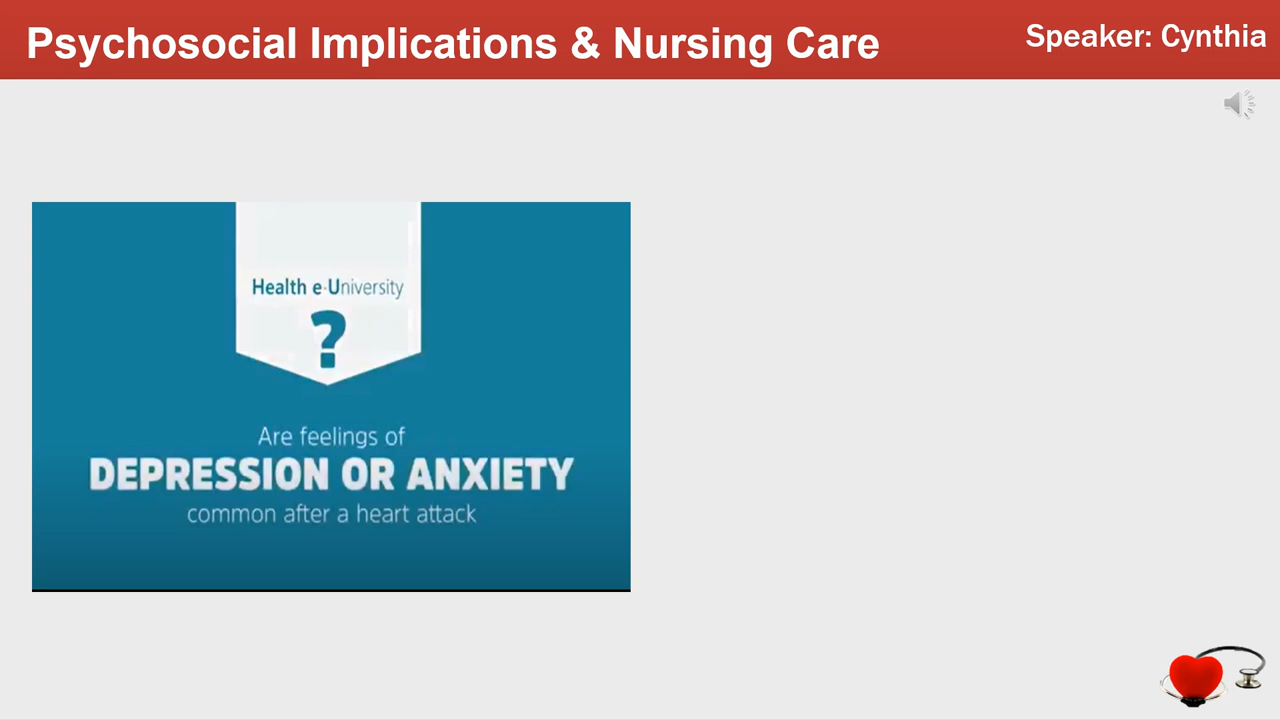 Psychosocial Implications & Nursing Care
Speaker: Cynthia
Health e·University
?
Are feelings of
DEPRESSION OR ANXIETY
common after a heart attack